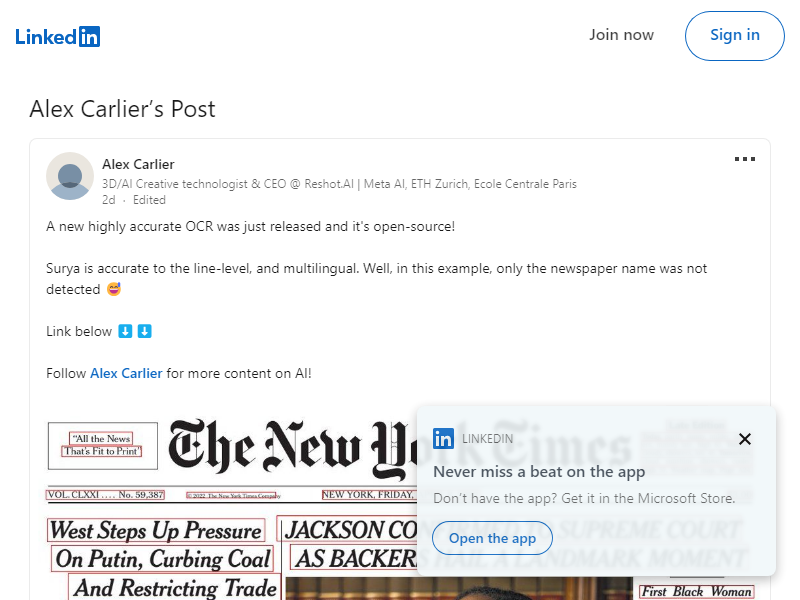 LinkedIn
Join now
Sign in
Alex Carlier’s Post
Alex Carlier
3D/AI Creative technologist & CEO @ Reshot.AI | Meta AI, ETH Zurich, Ecole Centrale Paris
2d · Edited
A new highly accurate OCR was just released and it's open-source!
Surya is accurate to the line-level, and multilingual. Well, in this example, only the newspaper name was not
detected 😅
Link below ⬇️ ⬇️
Follow Alex Carlier for more content on AI!
"All the News
That's Fit to Print"
The New York Times
VOL. CLXXI .... No. 59,387
© 2022 The New York Times Company
NEW YORK, FRIDAY,
West Steps Up Pressure
On Putin, Curbing Coal
And Restricting Trade
JACKSON CONFIRMED TO SUPREME COURT
AS BACKERS HAIL A LANDMARK MOMENT
First Black Woman
LINKEDIN
Never miss a beat on the app
Don’t have the app? Get it in the Microsoft Store.
Open the app